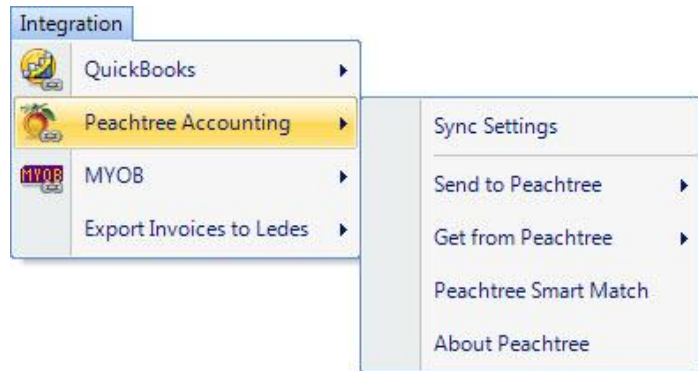 Integration
QuickBooks
Peachtree Accounting
MYOB
MYOB
Export Invoices to Ledes
Sync Settings
Send to Peachtree
Get from Peachtree
Peachtree Smart Match
About Peachtree